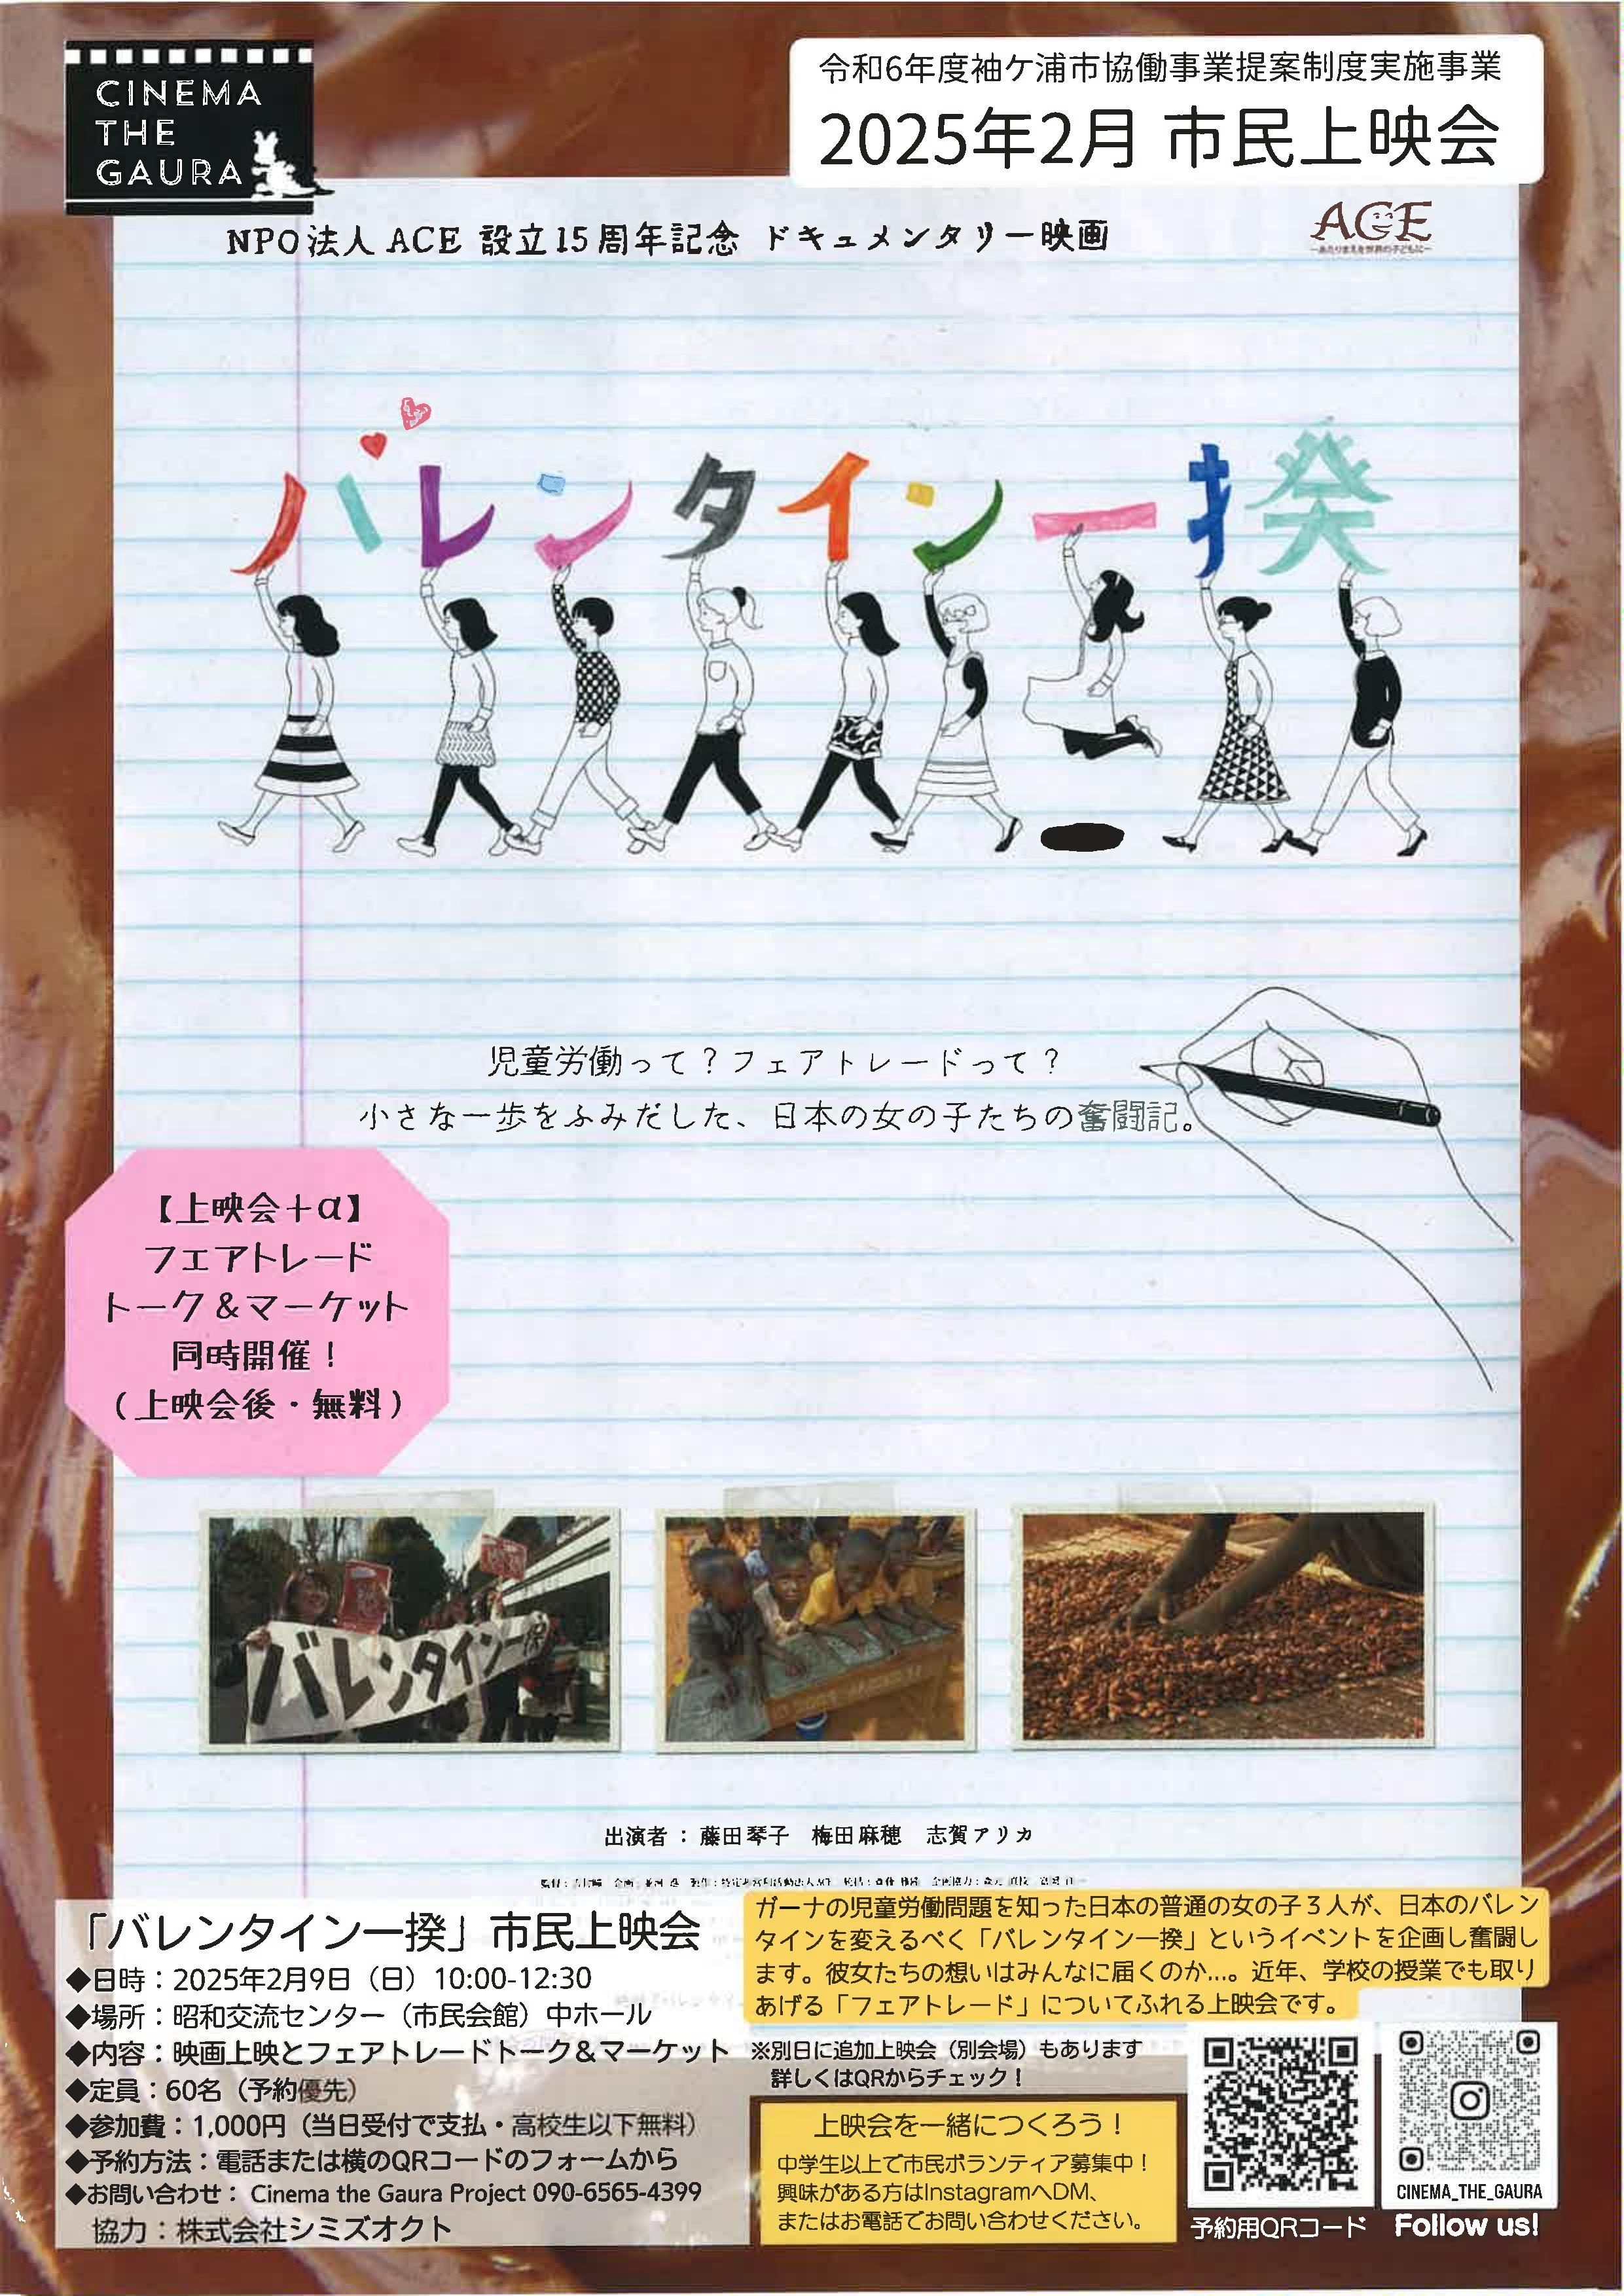 CINEMA
THE
GAURA
令和6年度袖ケ浦市協働事業提案制度実施事業
2025年2月 市民上映会
NPO法人 ACE 設立15周年記念 ドキュメンタリー映画
ACE
バレンタイン一揆
児童労働って？フェアトレードって？
小さな一歩をふみだした、日本の女の子たちの奮闘記。
【上映会＋α】
フェアトレード
トーク＆マーケット
同時開催！
（上映会後・無料）
バレンタイン一揆
出演者：藤田琴子　梅田麻穂　志賀アリカ
「バレンタイン一揆」市民上映会
◆日時：2025年2月9日（日）10:00-12:30
◆場所：昭和交流センター（市民会館）中ホール
◆内容：映画上映とフェアトレードトーク＆マーケット
◆定員：60名（予約優先）
◆参加費：1,000円（当日受付で支払・高校生以下無料）
◆予約方法：電話または横のQRコードのフォームから
◆お問い合わせ： Cinema the Gaura Project 090-6565-4399
協力：株式会社シミズオクト
ガーナの児童労働問題を知った日本の普通の女の子３人が、日本のバレン
タインを変えるべく「バレンタイン一揆」というイベントを企画し奮闘し
ます。彼女たちの想いはみんなに届くのか...。近年、学校の授業でも取り
あげる「フェアトレード」についてふれる上映会です。
※別日に追加上映会（別会場）もあります
詳しくはQRからチェック！
上映会を一緒につくろう！
中学生以上で市民ボランティア募集中！
興味がある方はInstagramへDM、
またはお電話でお問い合わせください。
予約用QRコード
CINEMA_THE_GAURA
Follow us!